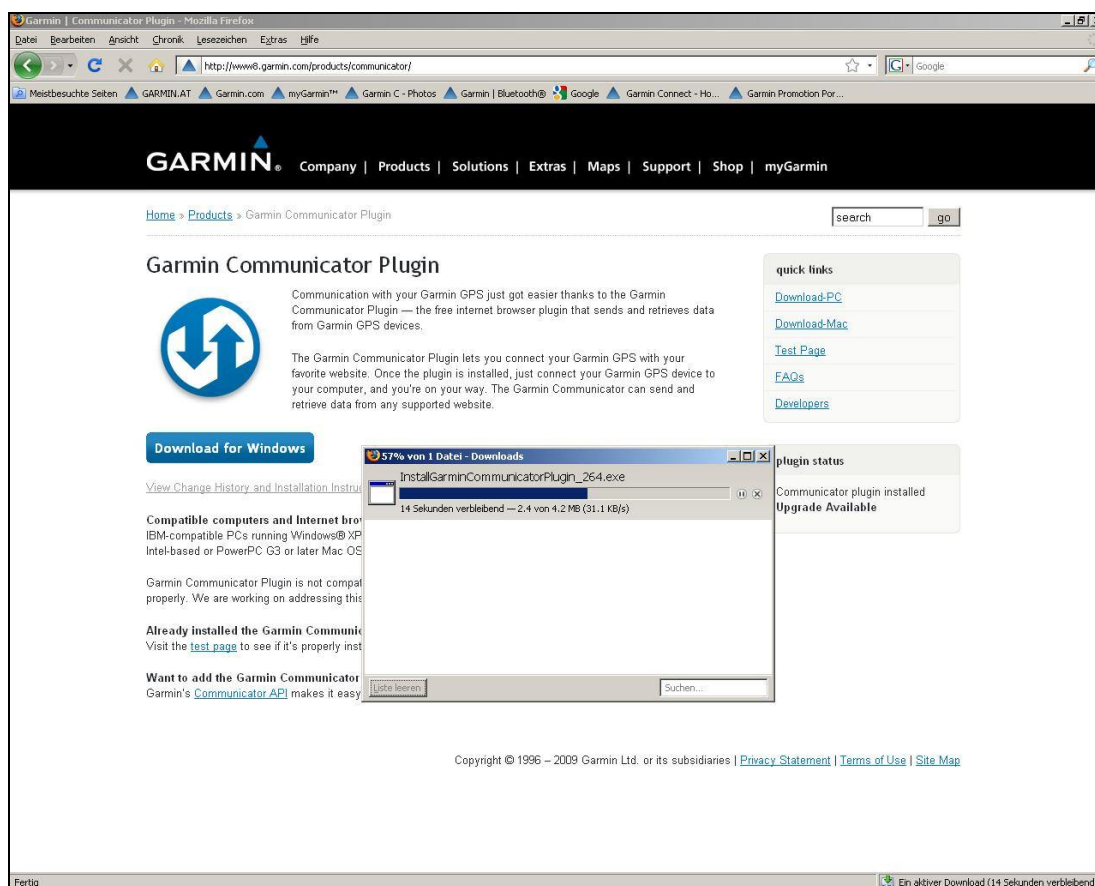 Garmin | Communicator Plugin - Mozilla Firefox
Datei Bearbeiten Ansicht Chronik Lesezeichen Extras Hilfe
http://www8.garmin.com/products/communicator/
Google
Meistbesuchte Seiten GARMIN.AT Garmin.com myGarmin™ Garmin C - Photos Garmin | Bluetooth® Google Garmin Connect - Ho... Garmin Promotion Por...
GARMIN® Company | Products | Solutions | Extras | Maps | Support | Shop | myGarmin
Home » Products » Garmin Communicator Plugin
search go
Garmin Communicator Plugin
Communication with your Garmin GPS just got easier thanks to the Garmin
Communicator Plugin — the free internet browser plugin that sends and retrieves data
from Garmin GPS devices.
The Garmin Communicator Plugin lets you connect your Garmin GPS with your
favorite website. Once the plugin is installed, just connect your Garmin GPS device to
your computer, and you're on your way. The Garmin Communicator can send and
retrieve data from any supported website.
quick links
Download-PC
Download-Mac
Test Page
FAQs
Developers
Download for Windows
View Change History and Installation Instru
Compatible computers and Internet bro
IBM-compatible PCs running Windows® XP
Intel-based or PowerPC G3 or later Mac OS
Garmin Communicator Plugin is not compat
properly. We are working on addressing this
Already installed the Garmin Communic
Visit the test page to see if it's properly inst
Want to add the Garmin Communicator
Garmin's Communicator API makes it easy
57% von 1 Datei - Downloads
InstallGarminCommunicatorPlugin_264.exe
14 Sekunden verbleibend — 2.4 von 4.2 MB (31.1 KB/s)
Liste leeren
Suchen...
plugin status
Communicator plugin installed
Upgrade Available
Copyright © 1996 – 2009 Garmin Ltd. or its subsidiaries | Privacy Statement | Terms of Use | Site Map
Fertig
Ein aktiver Download (14 Sekunden verbleibend